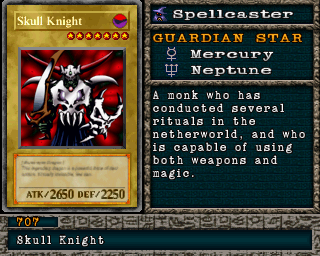 Skull Knight
ATK/2650 DEF/2250
Spellcaster
GUARDIAN STAR
Mercury
Neptune
A monk who has
conducted several
rituals in the
netherworld, and who
is capable of using
both weapons and
magic.
707
Skull Knight